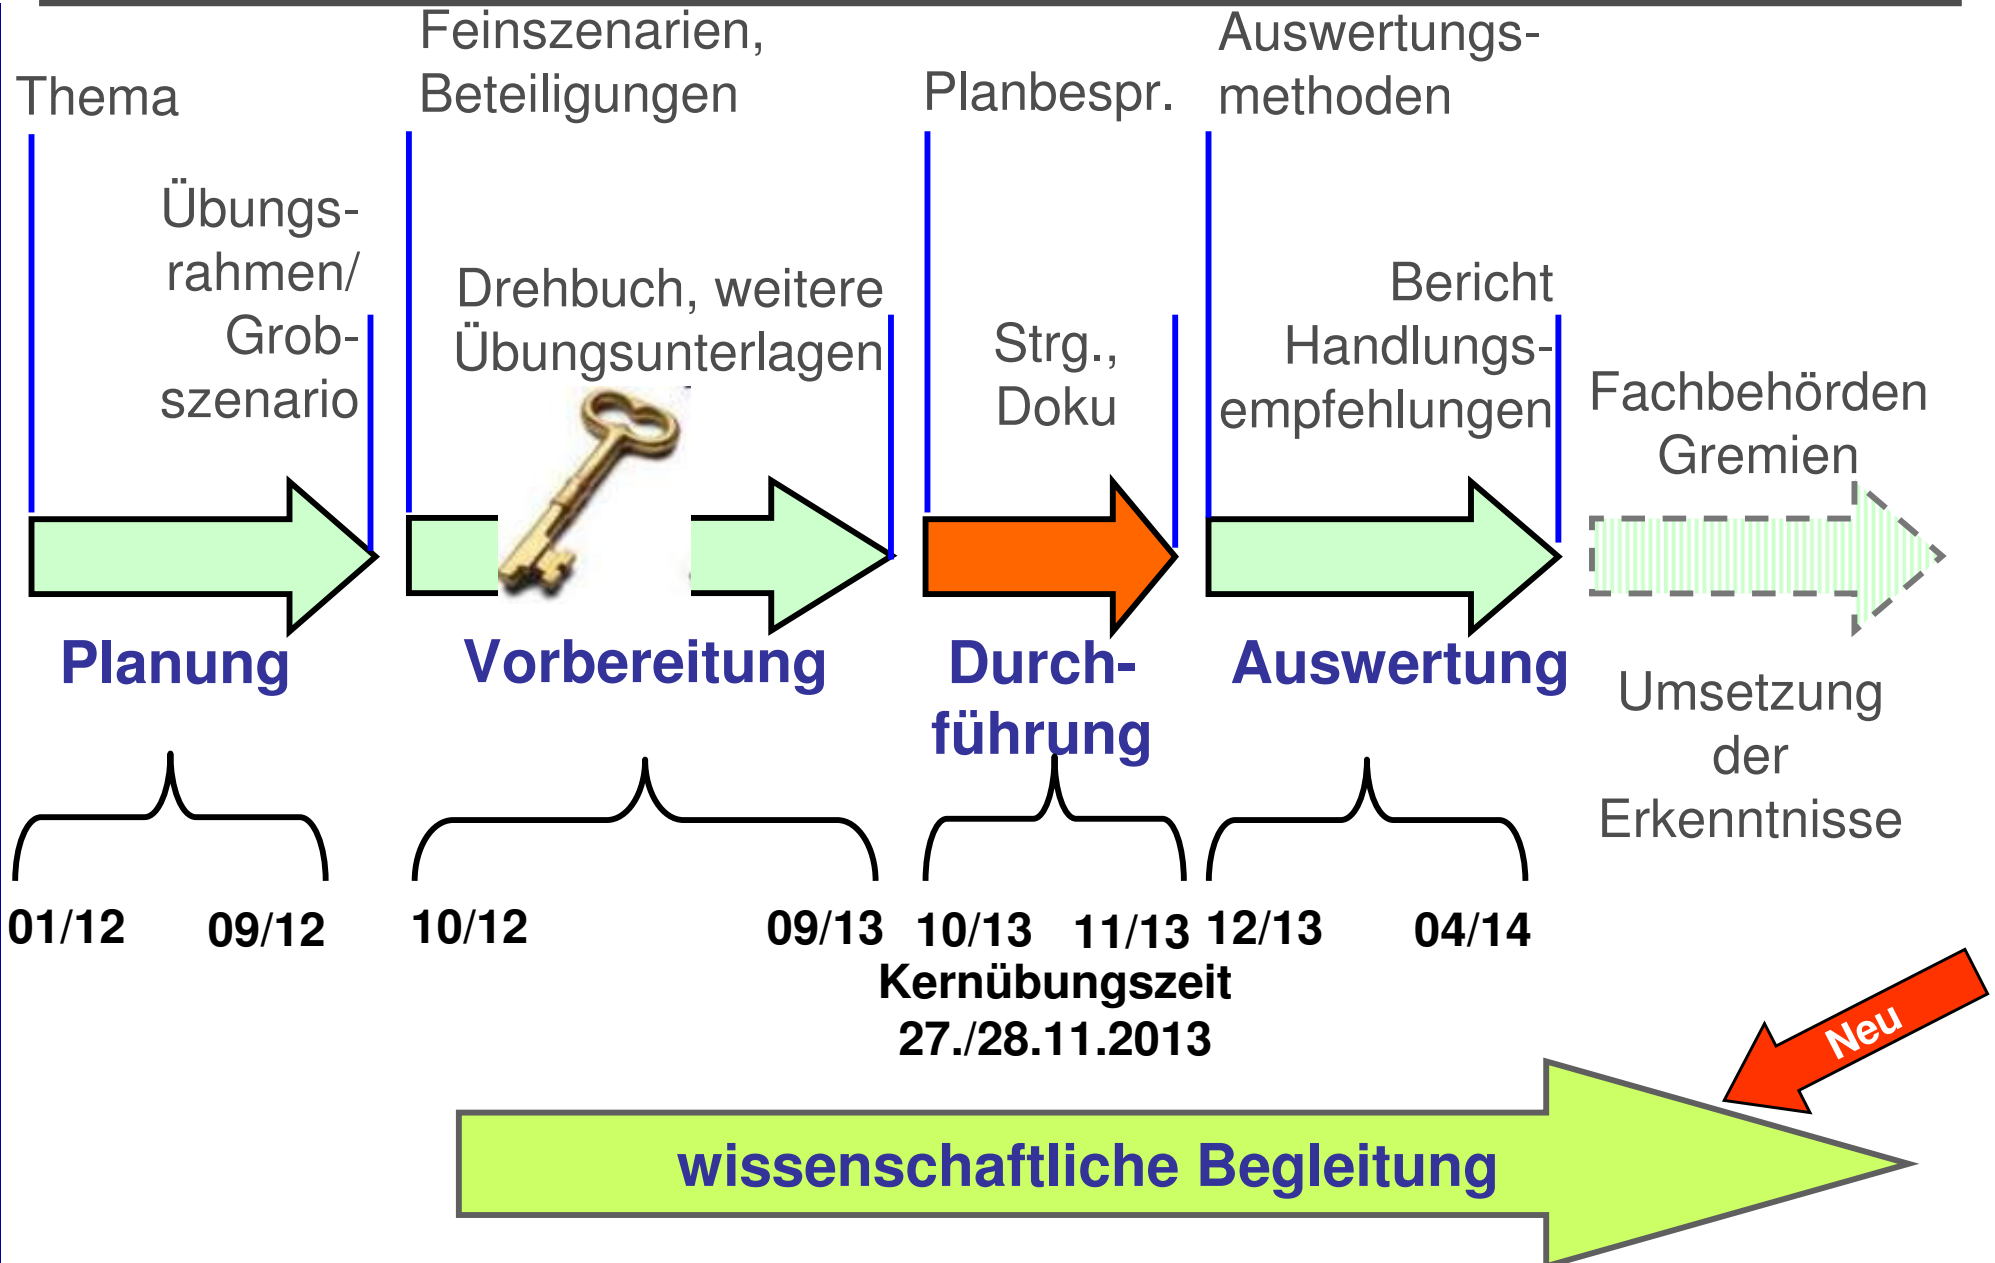 Thema
Übungs-
rahmen/
Grob-
szenario
Feinszenarien,
Beteiligungen
Drehbuch, weitere
Übungsunterlagen
Planbespr.
Strg.,
Doku
Auswertungs-
methoden
Bericht
Handlungs-
empfehlungen
Fachbehörden
Gremien
Planung
Vorbereitung
Durch-
führung
Auswertung
Umsetzung
der
Erkenntnisse
01/12
09/12
10/12
09/13
10/13
11/13
12/13
04/14
Kernübungszeit
27./28.11.2013
Neu
wissenschaftliche Begleitung